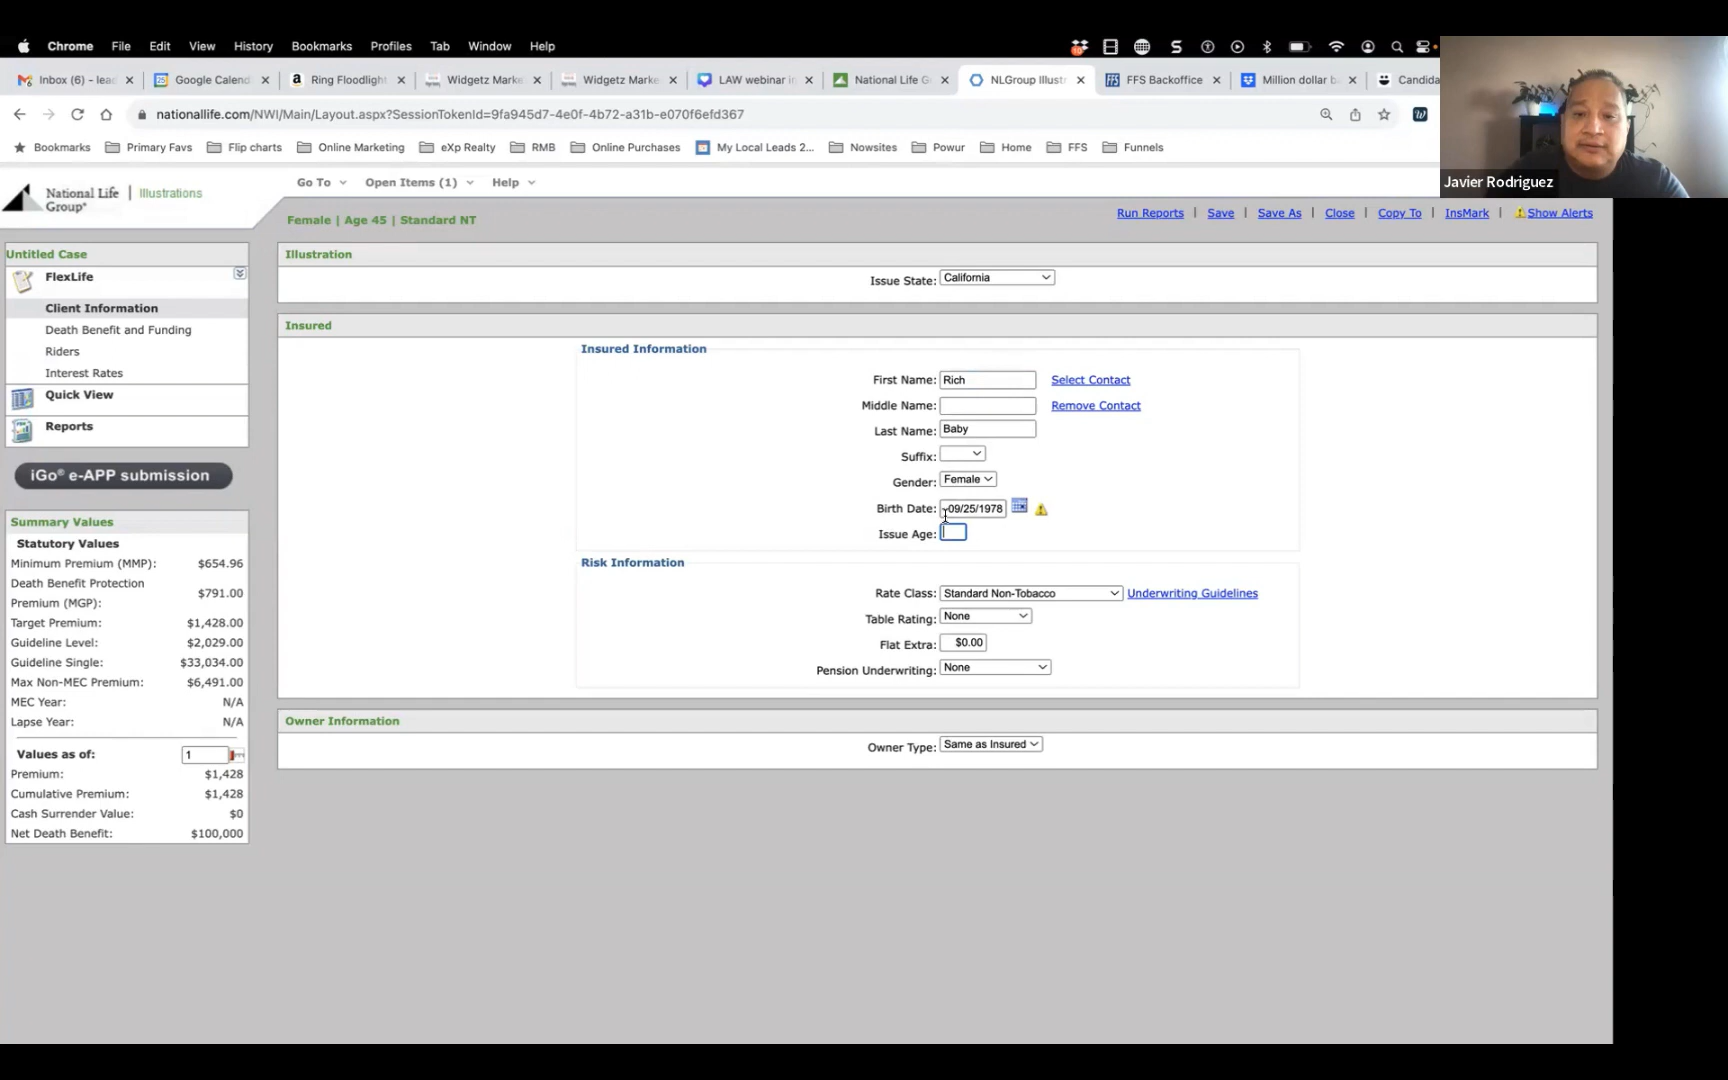 Chrome File Edit View History Bookmarks Profiles Tab Window Help
Inbox (6) – lead Google Calend Ring Floodlight Widgetz Marke Widgetz Marke LAW webinar i National Life G NLGroup Illustr FFS Backoffice Million dollar b Candida
nationallife.com/NWI/Main/Layout.aspx?SessionTokenId=9fa945d7-4e0f-4b72-a31b-e070f6efd367
Bookmarks Primary Favs Flip charts Online Marketing eXp Realty RMB Online Purchases My Local Leads 2... Nowsites Powur Home FFS Funnels
Javier Rodriguez
National Life Group® | Illustrations
Go To Open Items (1) Help
Female | Age 45 | Standard NT
Run Reports | Save | Save As | Close | Copy To | InsMark | Show Alerts
Untitled Case
FlexLife
Client Information
Death Benefit and Funding
Riders
Interest Rates
Quick View
Reports
iGo® e-APP submission
Summary Values
Statutory Values
Minimum Premium (MMP): $654.96
Death Benefit Protection
Premium (MGP): $791.00
Target Premium: $1,428.00
Guideline Level: $2,029.00
Guideline Single: $33,034.00
Max Non-MEC Premium: $6,491.00
MEC Year: N/A
Lapse Year: N/A
Values as of: 1
Premium: $1,428
Cumulative Premium: $1,428
Cash Surrender Value: $0
Net Death Benefit: $100,000
Illustration
Issue State: California
Insured
Insured Information
First Name: Rich Select Contact
Middle Name: Remove Contact
Last Name: Baby
Suffix:
Gender: Female
Birth Date: 09/25/1978
Issue Age:
Risk Information
Rate Class: Standard Non-Tobacco Underwriting Guidelines
Table Rating: None
Flat Extra: $0.00
Pension Underwriting: None
Owner Information
Owner Type: Same as Insured